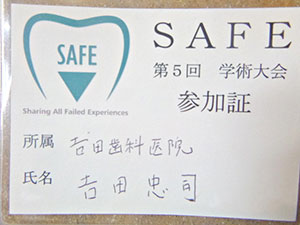 SAFE
Sharing All Failed Experiences
SAFE
第5回 学術大会
参加証
所属 吉田歯科医院
氏名 吉田忠司